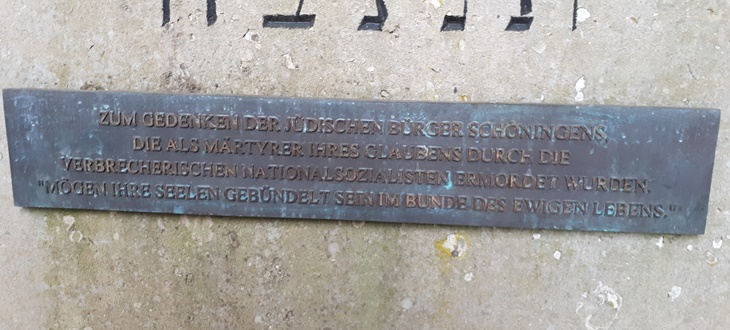 ZUM GEDENKEN DER JÜDISCHEN BÜRGER SCHÖNINGENS,
DIE ALS MÄRTYRER IHRES GLAUBENS DURCH DIE
VERBRECHERISCHEN NATIONALSOZIALISTEN ERMORDET WURDEN.
"MÖGEN IHRE SEELEN GEBÜNDELT SEIN IM BUNDE DES EWIGEN LEBENS."